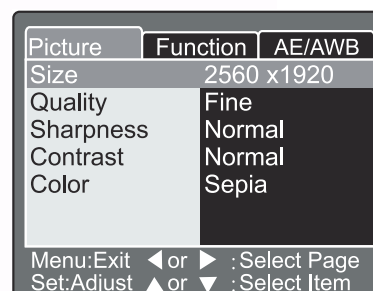 Picture Function AE/AWB
Size 2560 x1920
Quality Fine
Sharpness Normal
Contrast Normal
Color Sepia
Menu:Exit ◀ or ▶ :Select Page
Set:Adjust ▲ or ▼ :Select Item